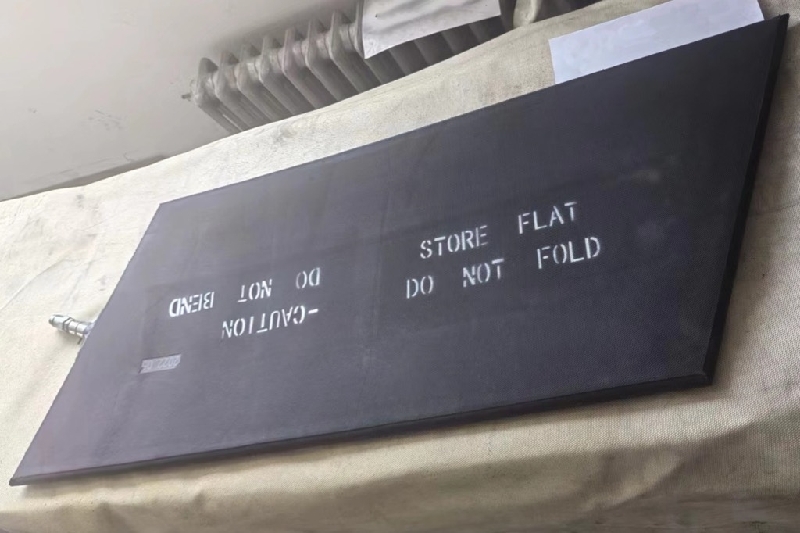 STORE FLAT
DO NOT FOLD
-CAUTION
DO NOT BEND